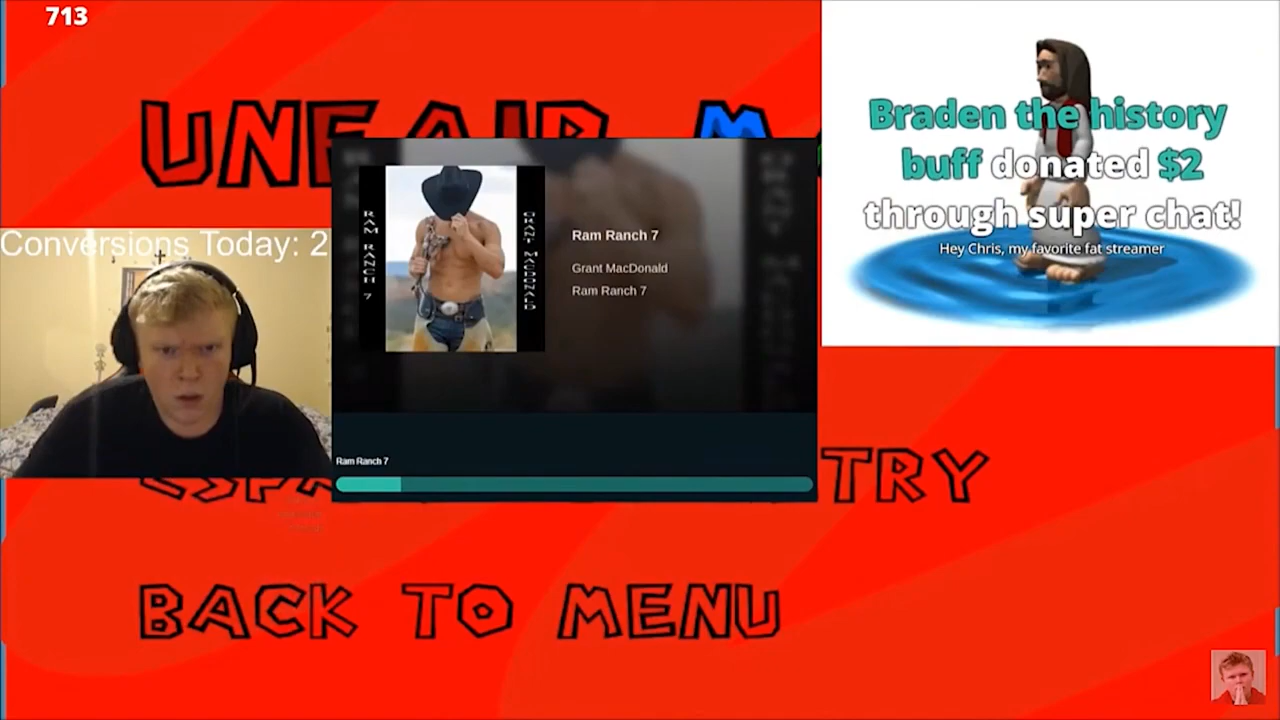 713
UNFAIR
Braden the history
buff donated $2
through super chat!
Hey Chris, my favorite fat streamer
Conversions Today: 2
RAM RANCH 7
GRANT MACDONALD
Ram Ranch 7
Grant MacDonald
Ram Ranch 7
Ram Ranch 7
TRY
BACK TO MENU